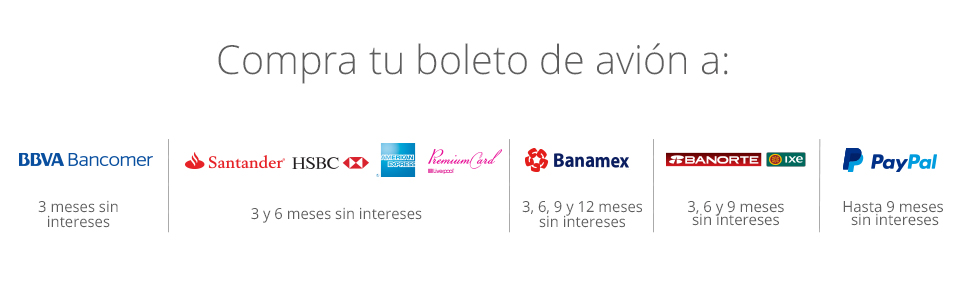 Compra tu boleto de avión a:
BBVA Bancomer
3 meses sin
intereses
Santander HSBC AMERICAN EXPRESS PremiumCard Liverpool
3 y 6 meses sin intereses
Banamex
3, 6, 9 y 12 meses
sin intereses
BANORTE IXE
3, 6 y 9 meses
sin intereses
PayPal
Hasta 9 meses
sin intereses